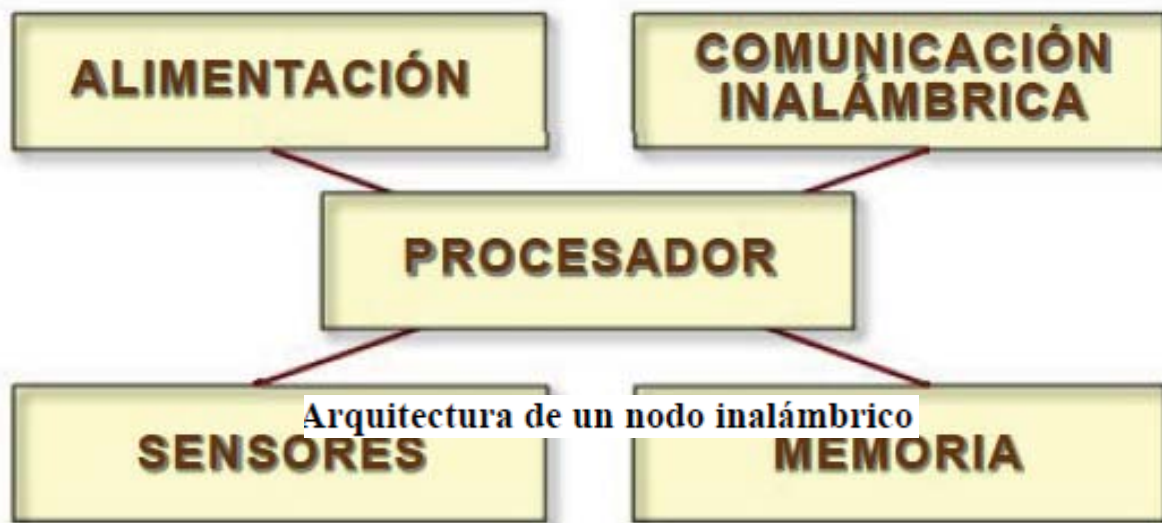 ALIMENTACIÓN
COMUNICACIÓN
INALÁMBRICA
PROCESADOR
Arquitectura de un nodo inalámbrico
SENSORES
MEMORIA